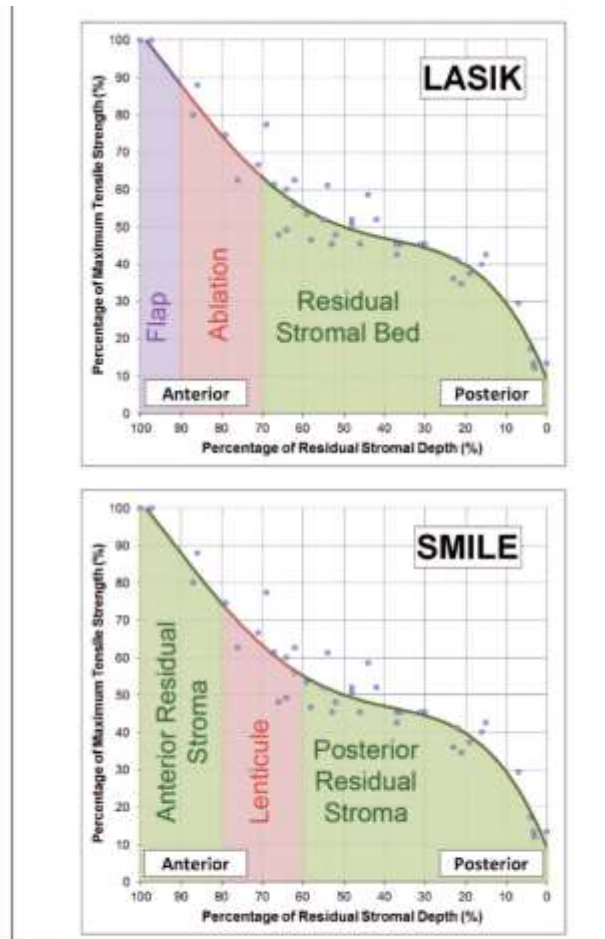 LASIK
Percentage of Maximum Tensile Strength (%)
100
90
80
70
60
50
40
30
20
10
0
Flap
Ablation
Residual
Stromal Bed
Anterior
Posterior
100 90 80 70 60 50 40 30 20 10 0
Percentage of Residual Stromal Depth (%)
SMILE
Percentage of Maximum Tensile Strength (%)
100
90
80
70
60
50
40
30
20
10
0
Anterior Residual
Stroma
Lenticule
Posterior
Residual
Stroma
Anterior
Posterior
100 90 80 70 60 50 40 30 20 10 0
Percentage of Residual Stromal Depth (%)